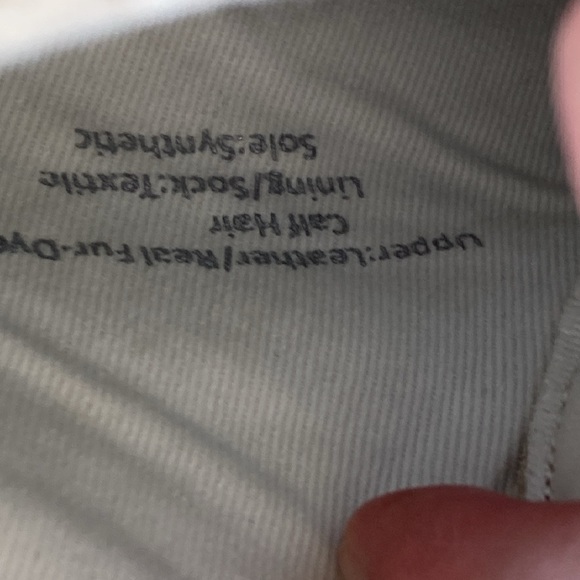 Upper:Leather/Real Fur-Dye
Calf Hair
Lining/Sock:Textile
Sole:Synthetic